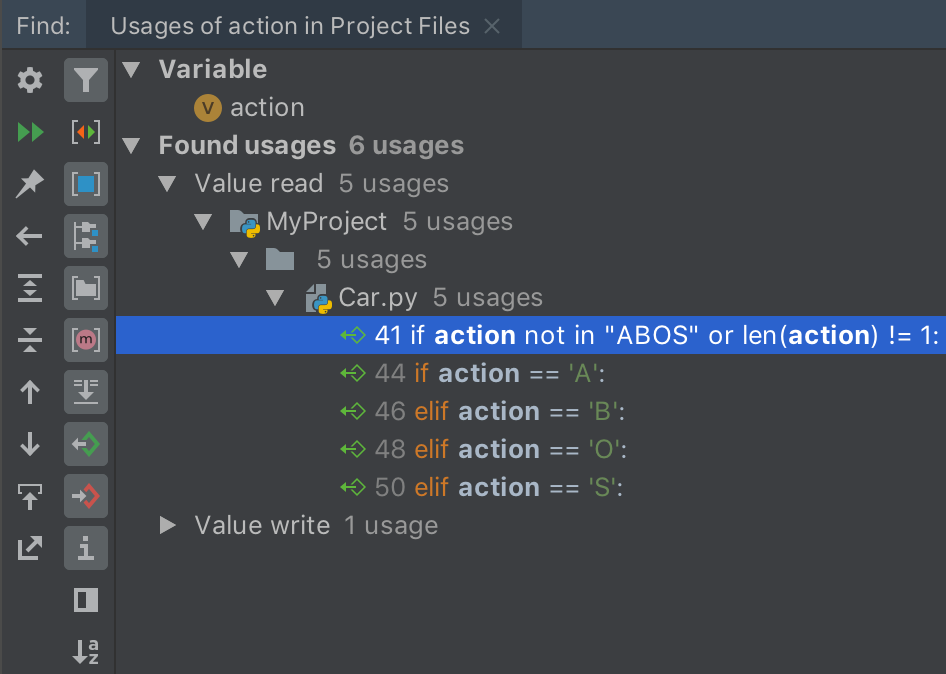 Find: Usages of action in Project Files
Variable
V action
Found usages 6 usages
Value read 5 usages
MyProject 5 usages
5 usages
Car.py 5 usages
41 if action not in "ABOS" or len(action) != 1:
44 if action == 'A':
46 elif action == 'B':
48 elif action == 'O':
50 elif action == 'S':
Value write 1 usage
m
i
a
z